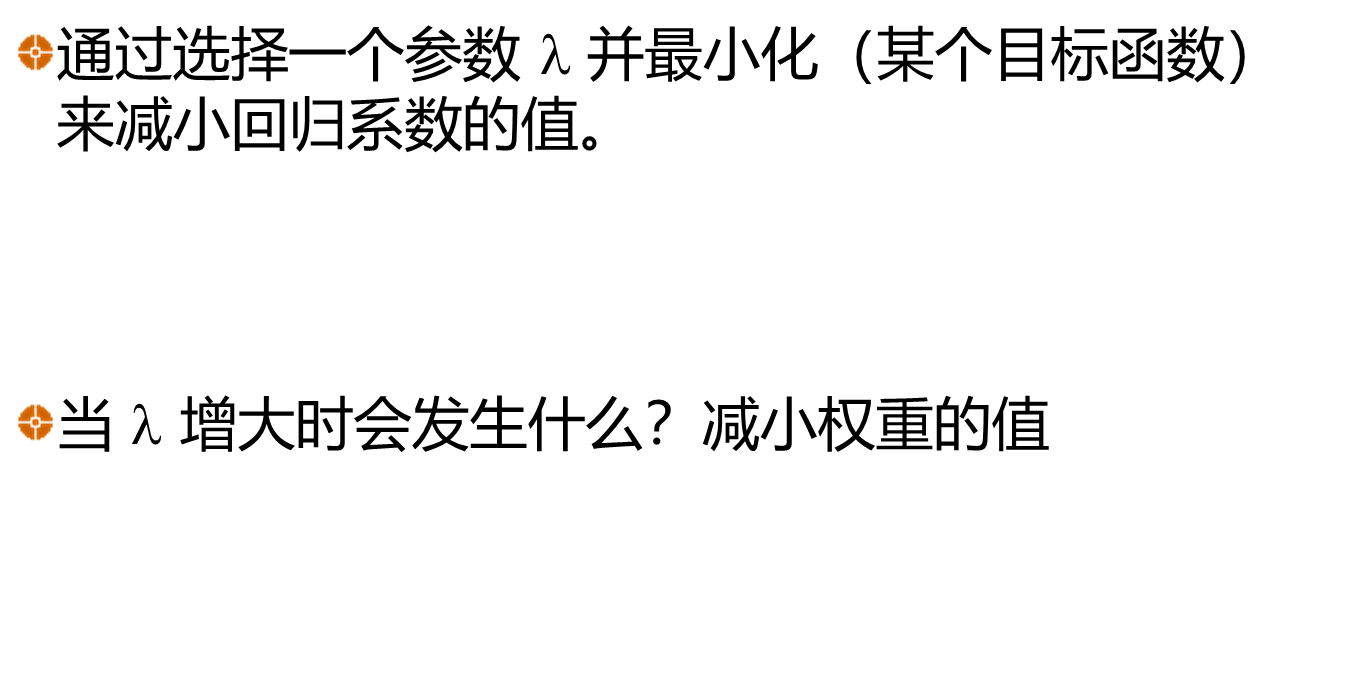 通过选择一个参数 λ 并最小化（某个目标函数）
来减小回归系数的值。
当 λ 增大时会发生什么？减小权重的值